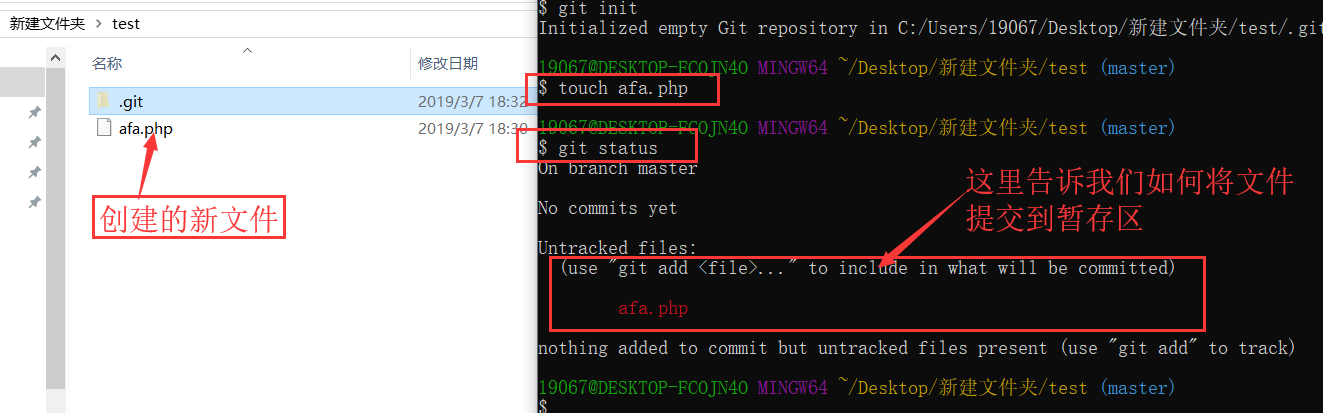 新建文件夹 > test
名称
修改日期
.git
2019/3/7 18:32
afa.php
2019/3/7 18:30
创建的新文件
$ git init
Initialized empty Git repository in C:/Users/19067/Desktop/新建文件夹/test/.git
19067@DESKTOP-FCOJN4O MINGW64 ~/Desktop/新建文件夹/test (master)
$ touch afa.php
19067@DESKTOP-FCOJN4O MINGW64 ~/Desktop/新建文件夹/test (master)
$ git status
On branch master
No commits yet
Untracked files:
(use "git add <file>..." to include in what will be committed)
afa.php
nothing added to commit but untracked files present (use "git add" to track)
19067@DESKTOP-FCOJN4O MINGW64 ~/Desktop/新建文件夹/test (master)
$
这里告诉我们如何将文件
提交到暂存区